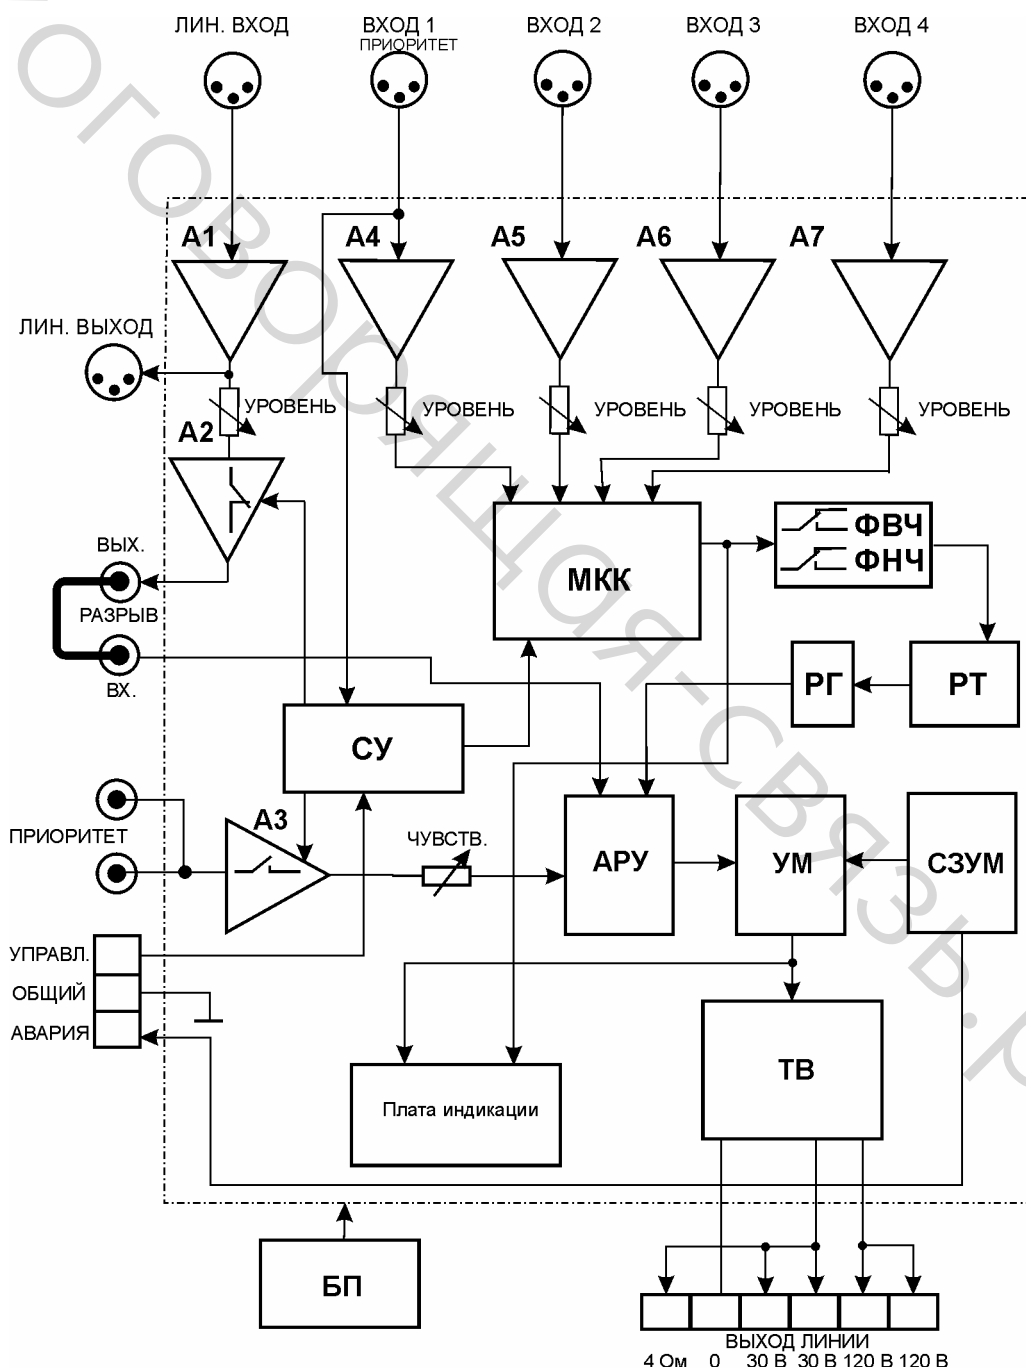 ЛИН. ВХОД
ВХОД 1
ПРИОРИТЕТ
ВХОД 2
ВХОД 3
ВХОД 4
А1
А4
А5
А6
А7
ЛИН. ВЫХОД
УРОВЕНЬ
УРОВЕНЬ
УРОВЕНЬ
УРОВЕНЬ
УРОВЕНЬ
А2
ВЫХ.
РАЗРЫВ
ВХ.
МКК
ФВЧ
ФНЧ
РГ
РТ
СУ
ПРИОРИТЕТ
А3
ЧУВСТВ.
АРУ
УМ
СЗУМ
УПРАВЛ.
ОБЩИЙ
АВАРИЯ
Плата индикации
ТВ
БП
ВЫХОД ЛИНИИ
4 Ом 0 30 В 30 В 120 В 120 В
оговорящая-связь.р